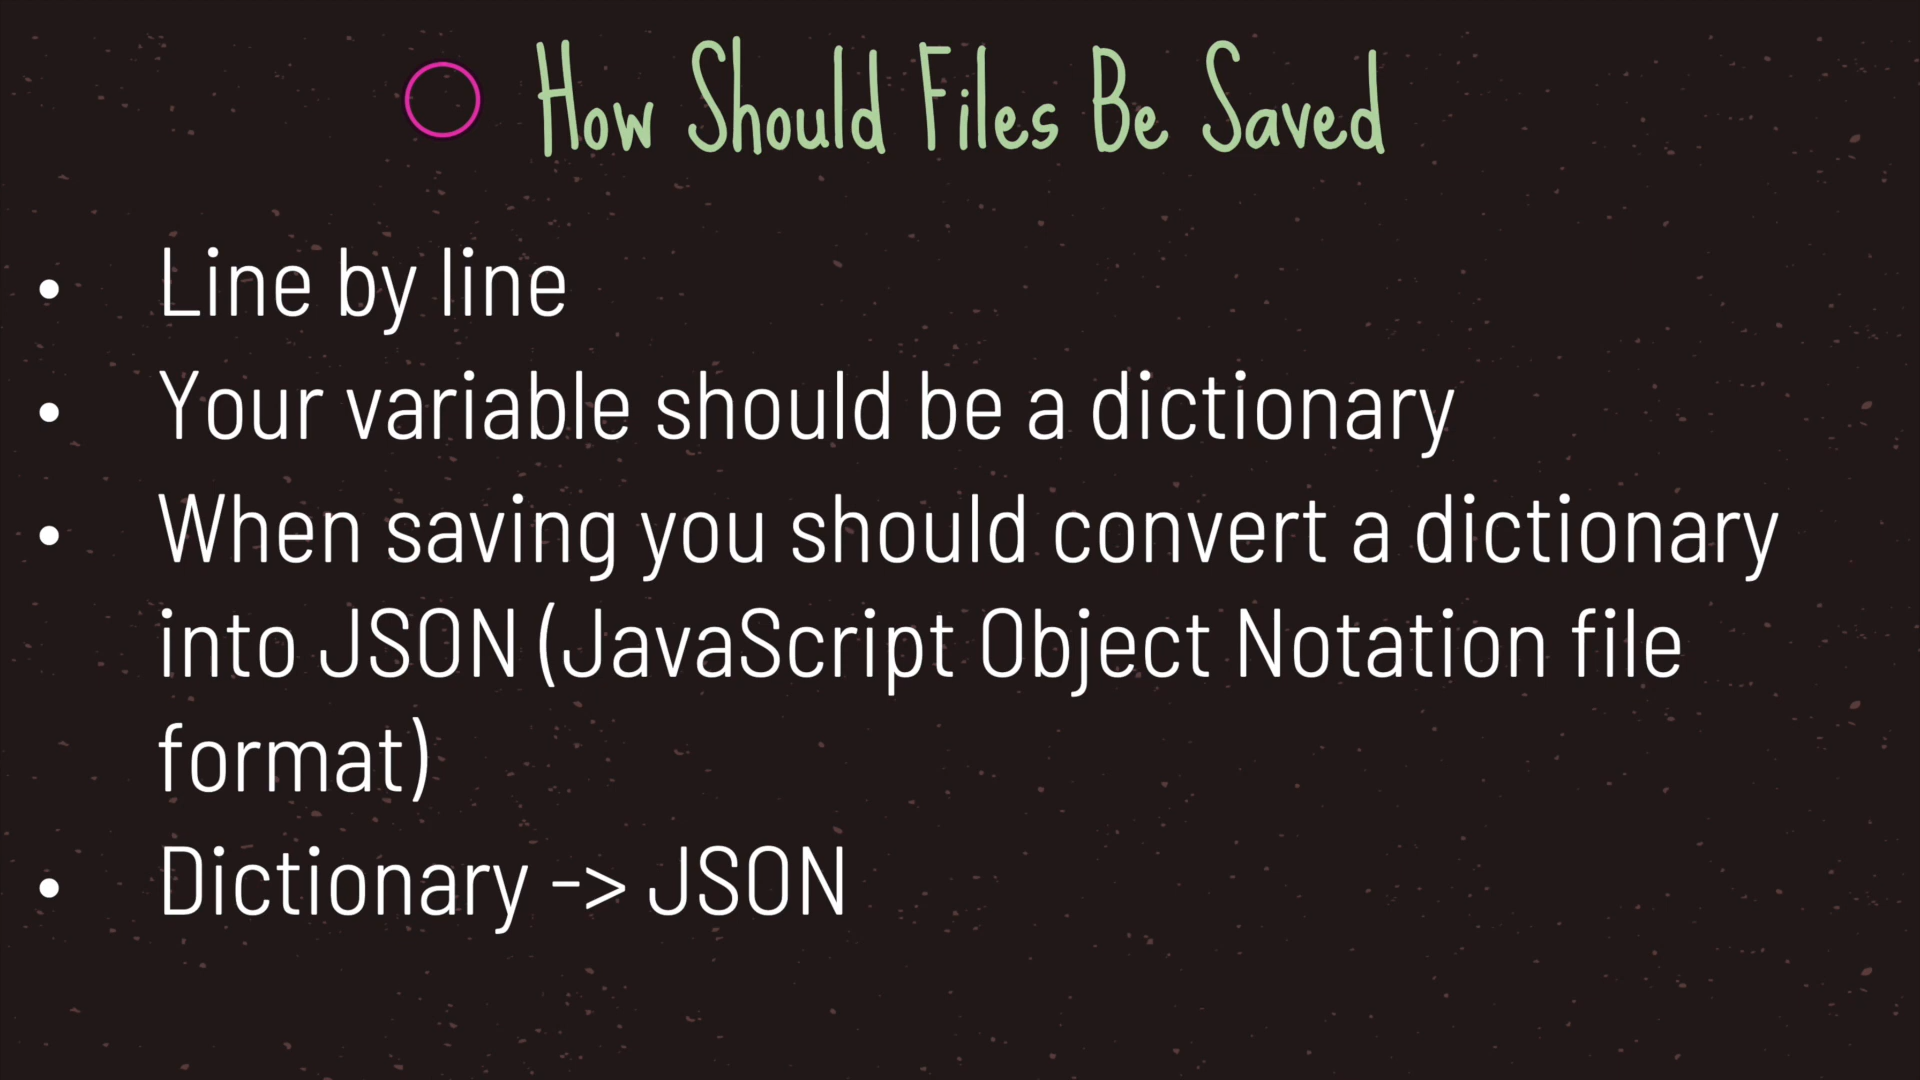 How Should Files Be Saved
• Line by line
• Your variable should be a dictionary
• When saving you should convert a dictionary
into JSON (JavaScript Object Notation file
format)
• Dictionary -> JSON